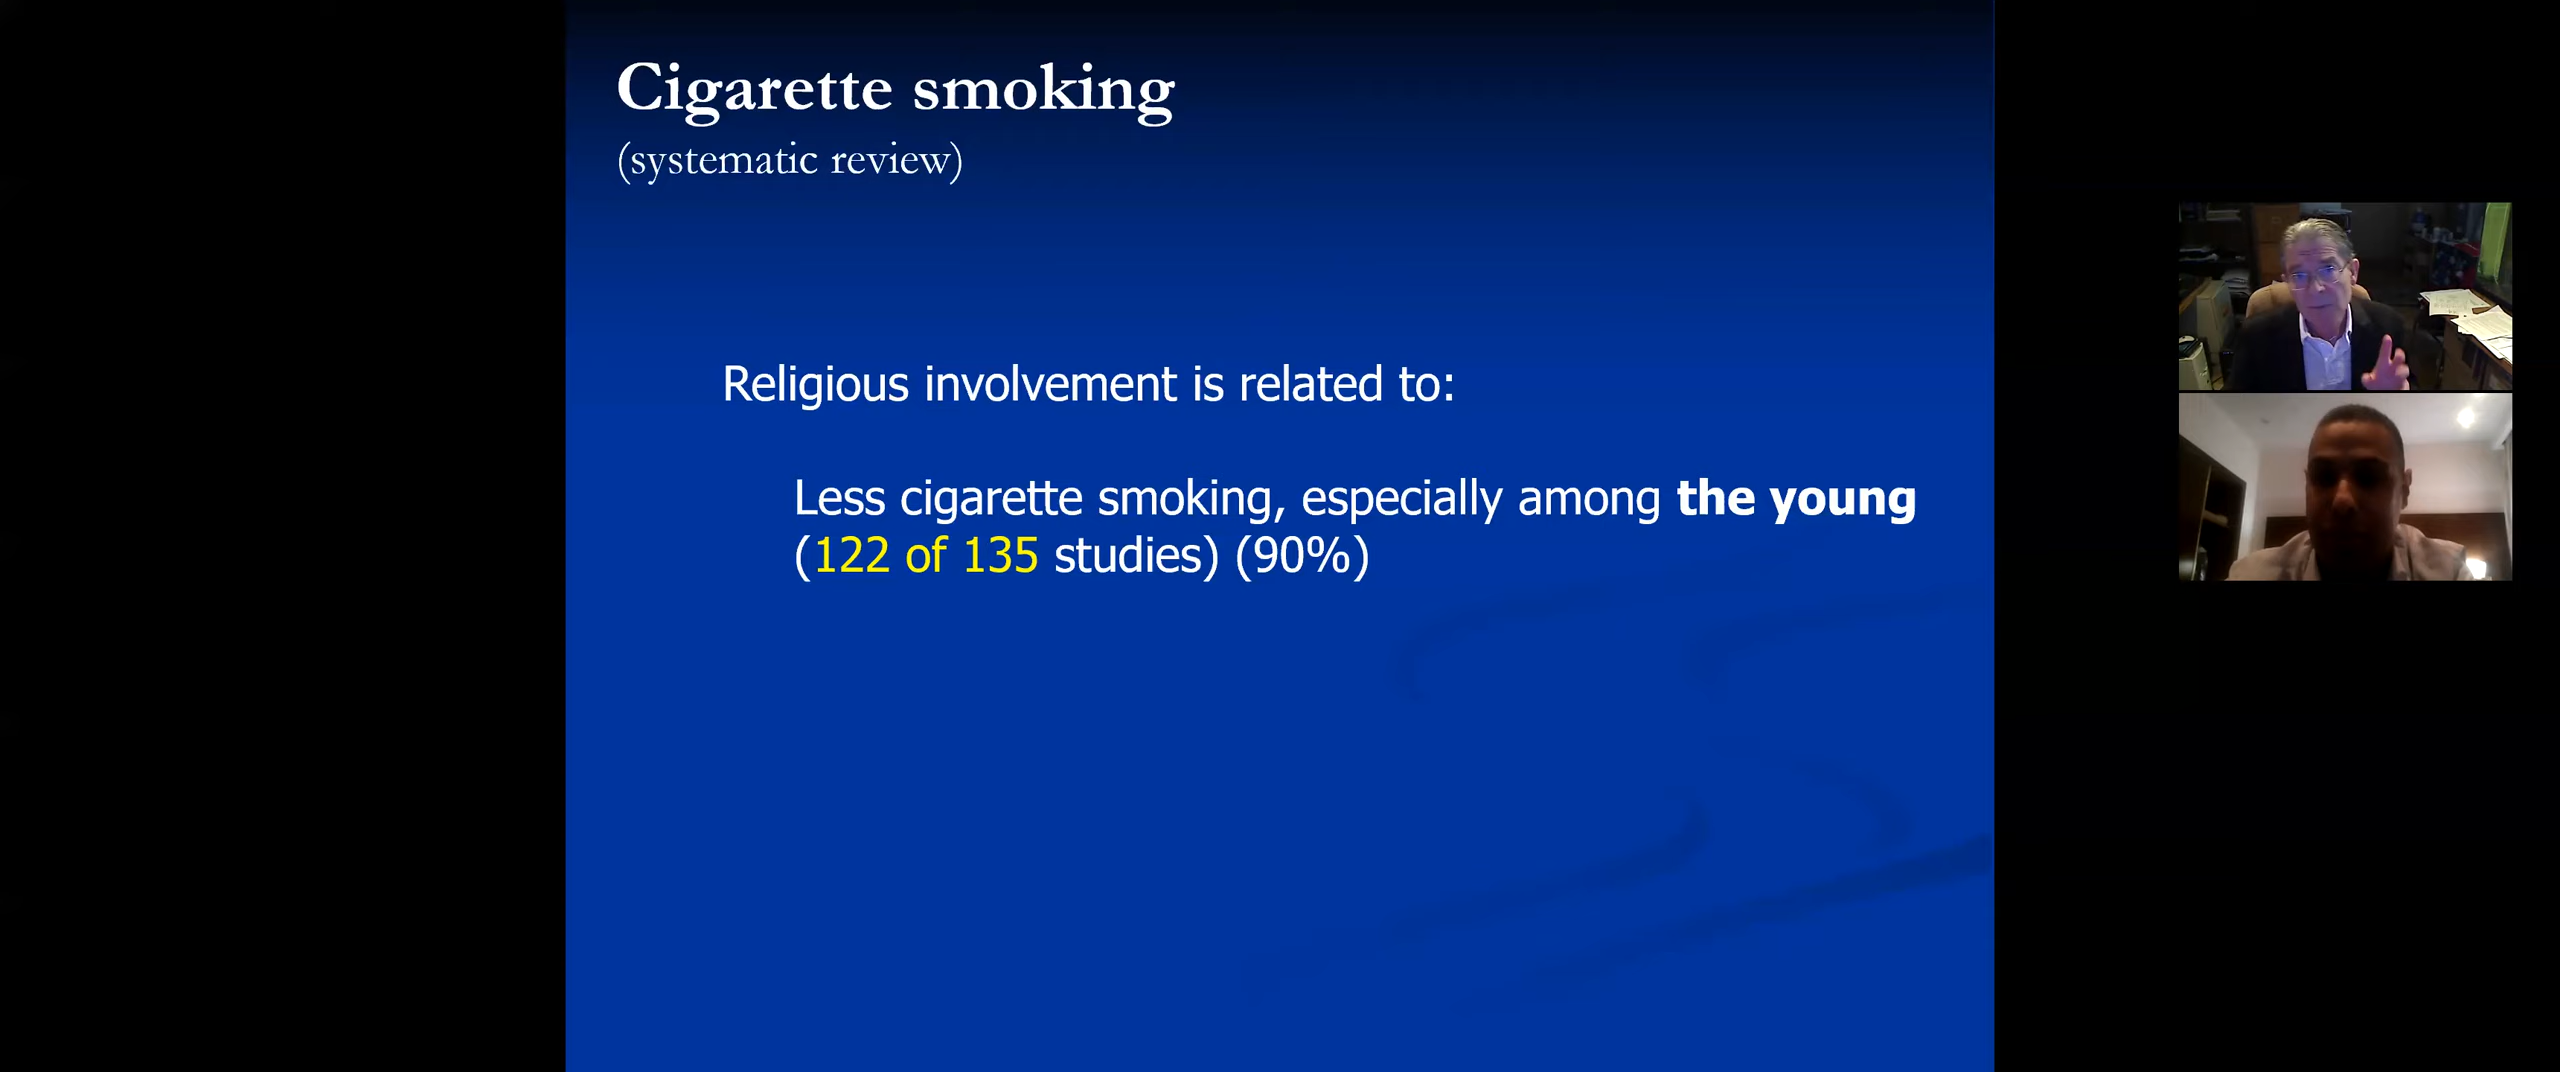 Cigarette smoking
(systematic review)
Religious involvement is related to:
Less cigarette smoking, especially among the young
(122 of 135 studies) (90%)